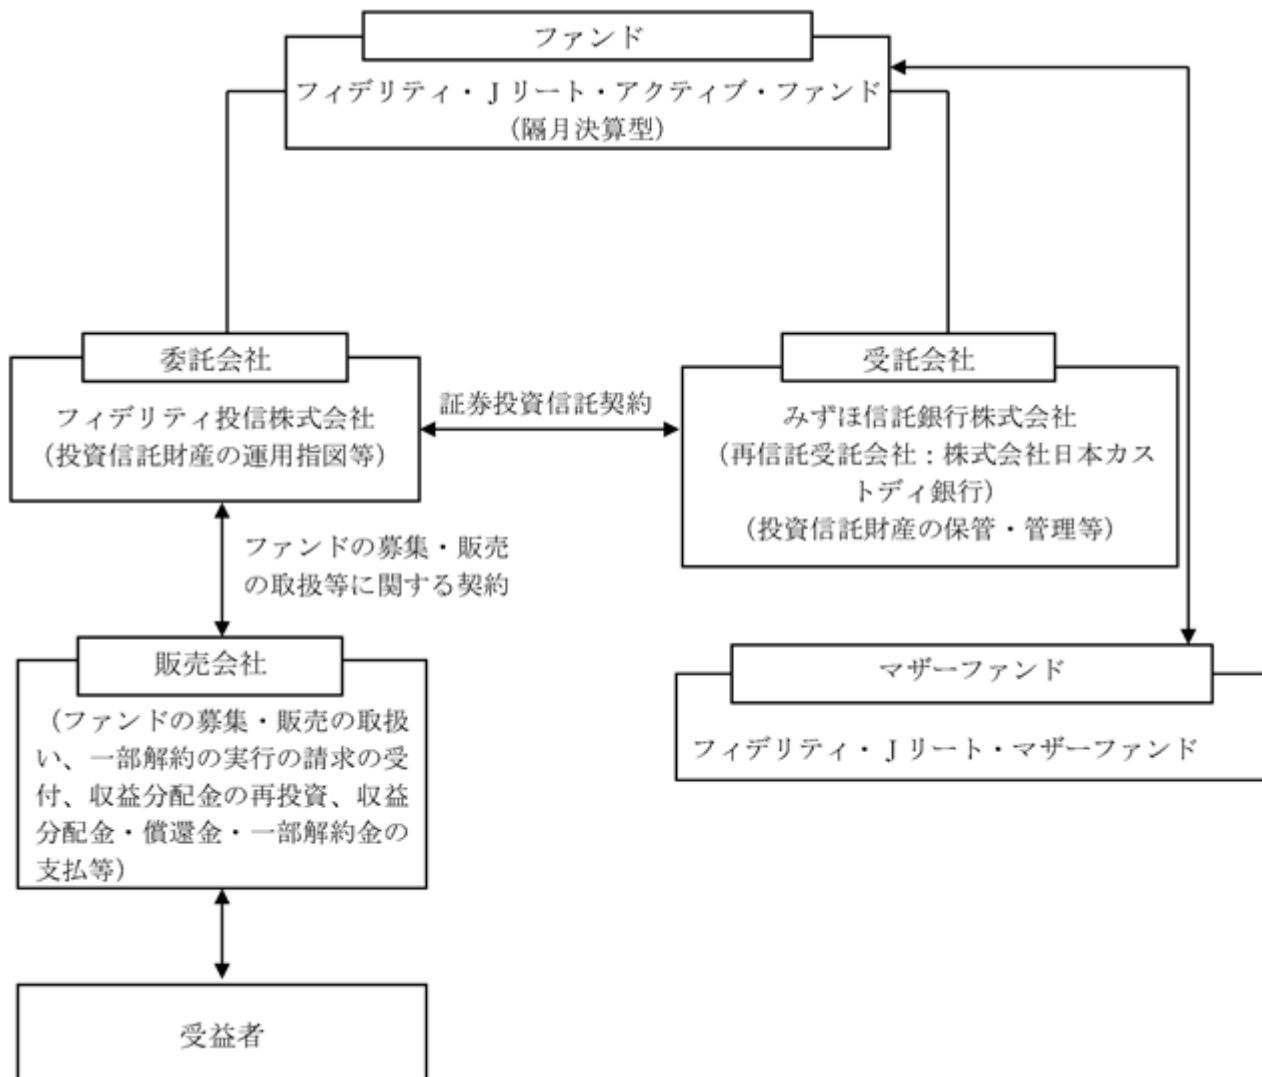 ファンド
フィデリティ・Ｊリート・アクティブ・ファンド
（隔月決算型）
委託会社
フィデリティ投信株式会社
（投資信託財産の運用指図等）
証券投資信託契約
受託会社
みずほ信託銀行株式会社
（再信託受託会社：株式会社日本カス
トディ銀行）
（投資信託財産の保管・管理等）
ファンドの募集・販売
の取扱等に関する契約
販売会社
（ファンドの募集・販売の取扱
い、一部解約の実行の請求の受
付、収益分配金の再投資、収益
分配金・償還金・一部解約金の
支払等）
マザーファンド
フィデリティ・Ｊリート・マザーファンド
受益者